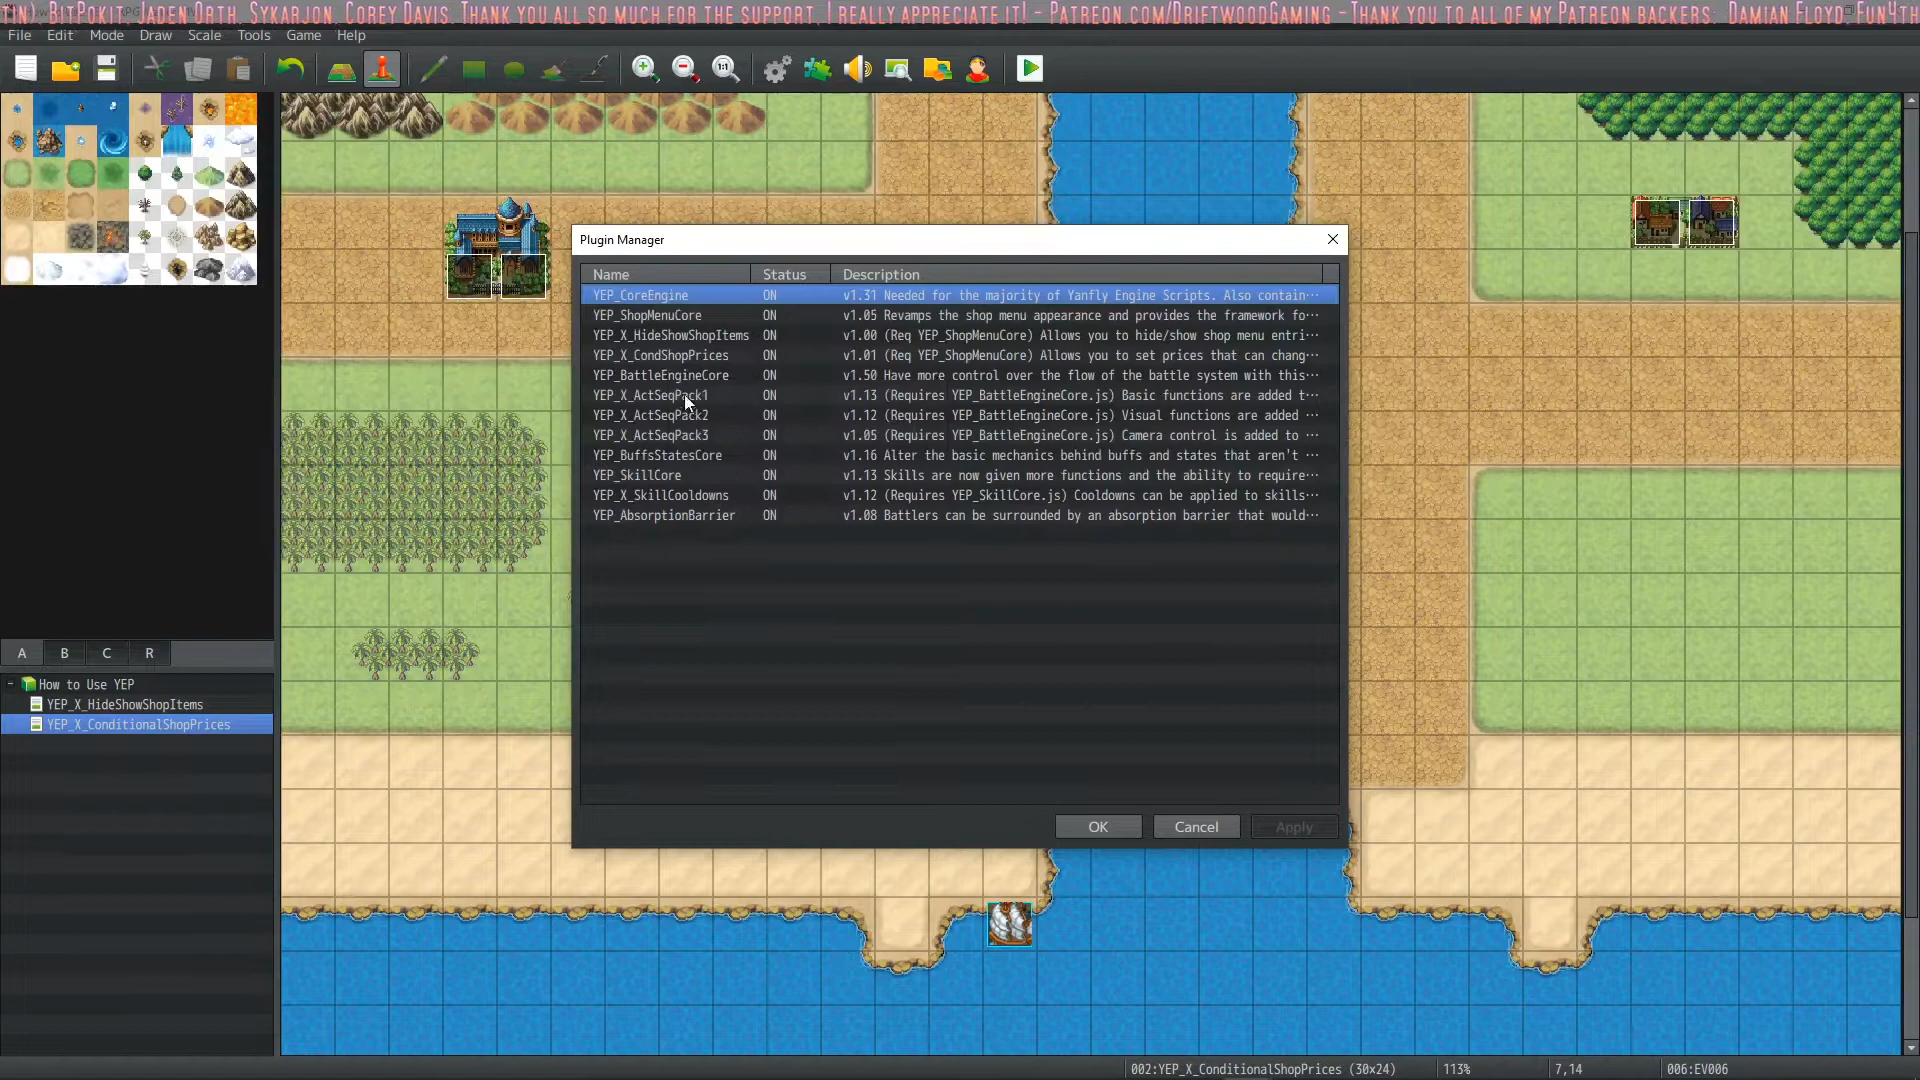 tin, rtPokit, Jaden Orth, Sykarjon, Corey Davis. Thank you all so much for the support, I really appreciate it! - Patreon.com/DriftwoodGaming - Thank you to all of my Patreon backers: Damian Floyd, Fun4th
File Edit Mode Draw Scale Tools Game Help
Plugin Manager
Name Status Description
YEP_CoreEngine ON v1.31 Needed for the majority of Yanfly Engine Scripts. Also contain···
YEP_ShopMenuCore ON v1.05 Revamps the shop menu appearance and provides the framework fo···
YEP_X_HideShowShopItems ON v1.00 (Req YEP_ShopMenuCore) Allows you to hide/show shop menu entri···
YEP_X_CondShopPrices ON v1.01 (Req YEP_ShopMenuCore) Allows you to set prices that can chang···
YEP_BattleEngineCore ON v1.50 Have more control over the flow of the battle system with this···
YEP_X_ActSeqPack1 ON v1.13 (Requires YEP_BattleEngineCore.js) Basic functions are added t···
YEP_X_ActSeqPack2 ON v1.12 (Requires YEP_BattleEngineCore.js) Visual functions are added ···
YEP_X_ActSeqPack3 ON v1.05 (Requires YEP_BattleEngineCore.js) Camera control is added to ···
YEP_BuffsStatesCore ON v1.16 Alter the basic mechanics behind buffs and states that aren't ···
YEP_SkillCore ON v1.13 Skills are now given more functions and the ability to require···
YEP_X_SkillCooldowns ON v1.12 (Requires YEP_SkillCore.js) Cooldowns can be applied to skills···
YEP_AbsorptionBarrier ON v1.08 Battlers can be surrounded by an absorption barrier that would···
OK Cancel Apply
A B C R
How to Use YEP
YEP_X_HideShowShopItems
YEP_X_ConditionalShopPrices
002:YEP_X_ConditionalShopPrices (30x24) 113% 7,14 006:EV006